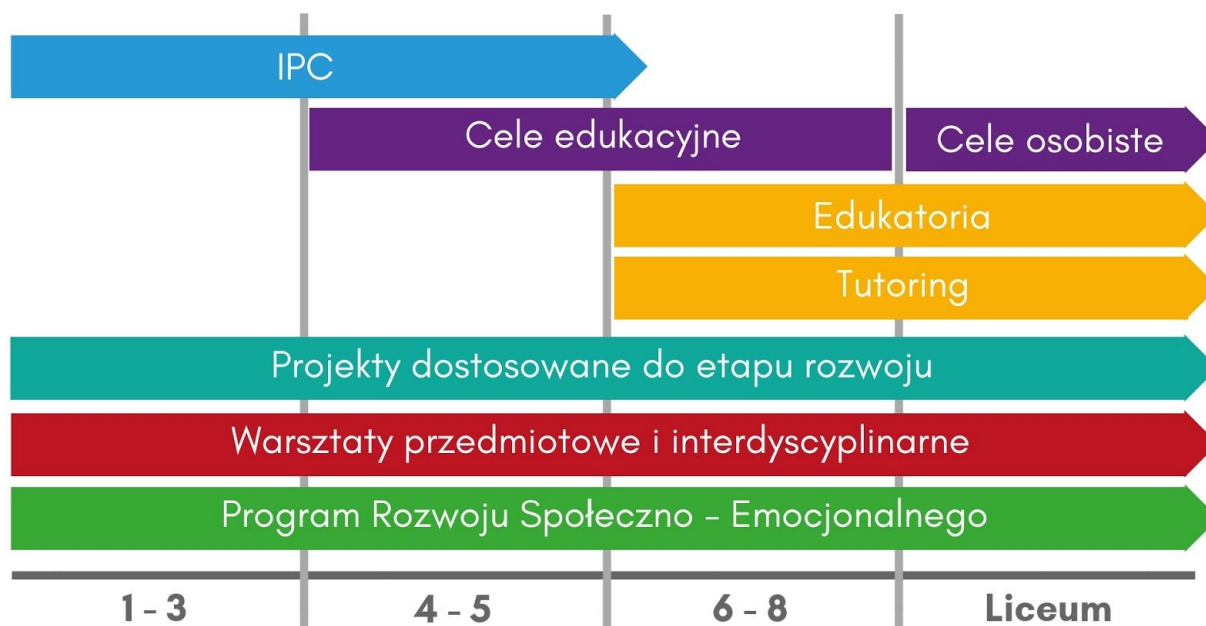 IPC
Cele edukacyjne
Cele osobiste
Edukatoria
Tutoring
Projekty dostosowane do etapu rozwoju
Warsztaty przedmiotowe i interdyscyplinarne
Program Rozwoju Społeczno - Emocjonalnego
1 - 3
4 - 5
6 - 8
Liceum